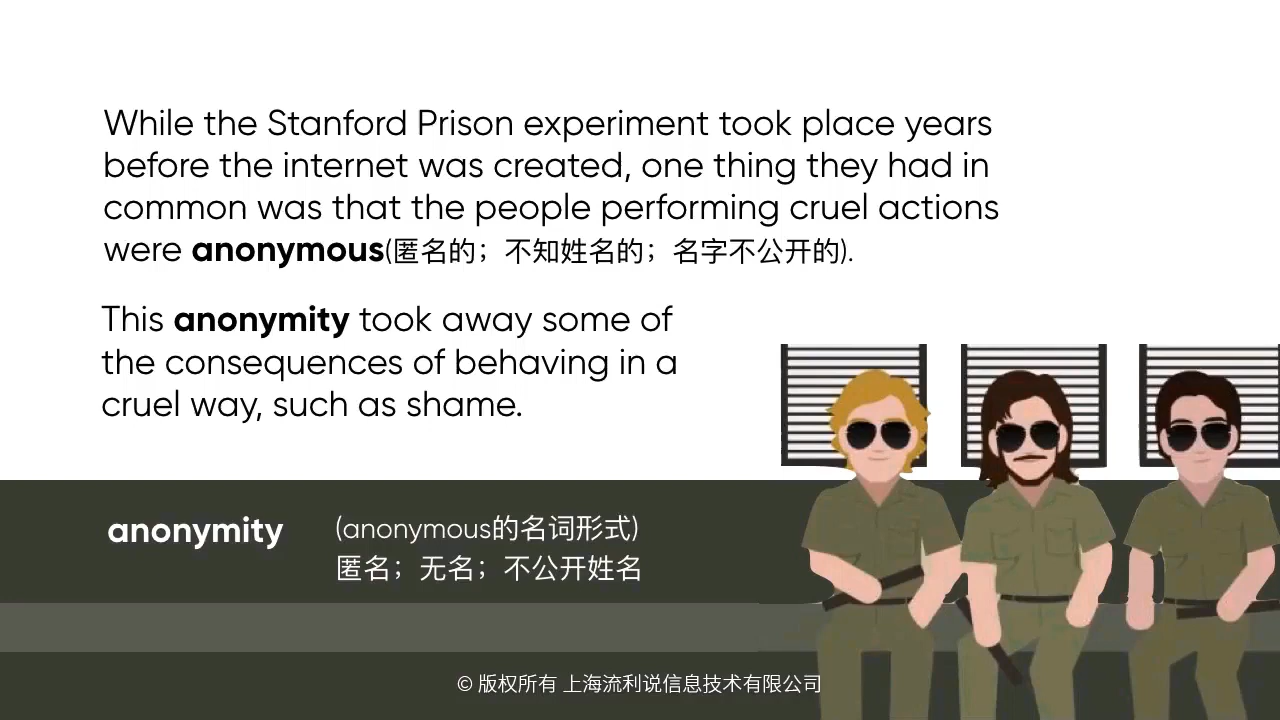 While the Stanford Prison experiment took place years
before the internet was created, one thing they had in
common was that the people performing cruel actions
were anonymous(匿名的；不知姓名的；名字不公开的).
This anonymity took away some of
the consequences of behaving in a
cruel way, such as shame.
anonymity (anonymous的名词形式)
匿名；无名；不公开姓名
© 版权所有 上海流利说信息技术有限公司